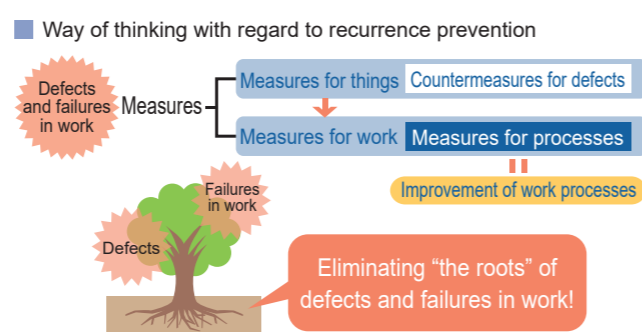 Way of thinking with regard to recurrence prevention
Defects
and failures
in work
Measures
Measures for things
Countermeasures for defects
Measures for work
Measures for processes
Improvement of work processes
Failures
in work
Defects
Eliminating “the roots” of
defects and failures in work!